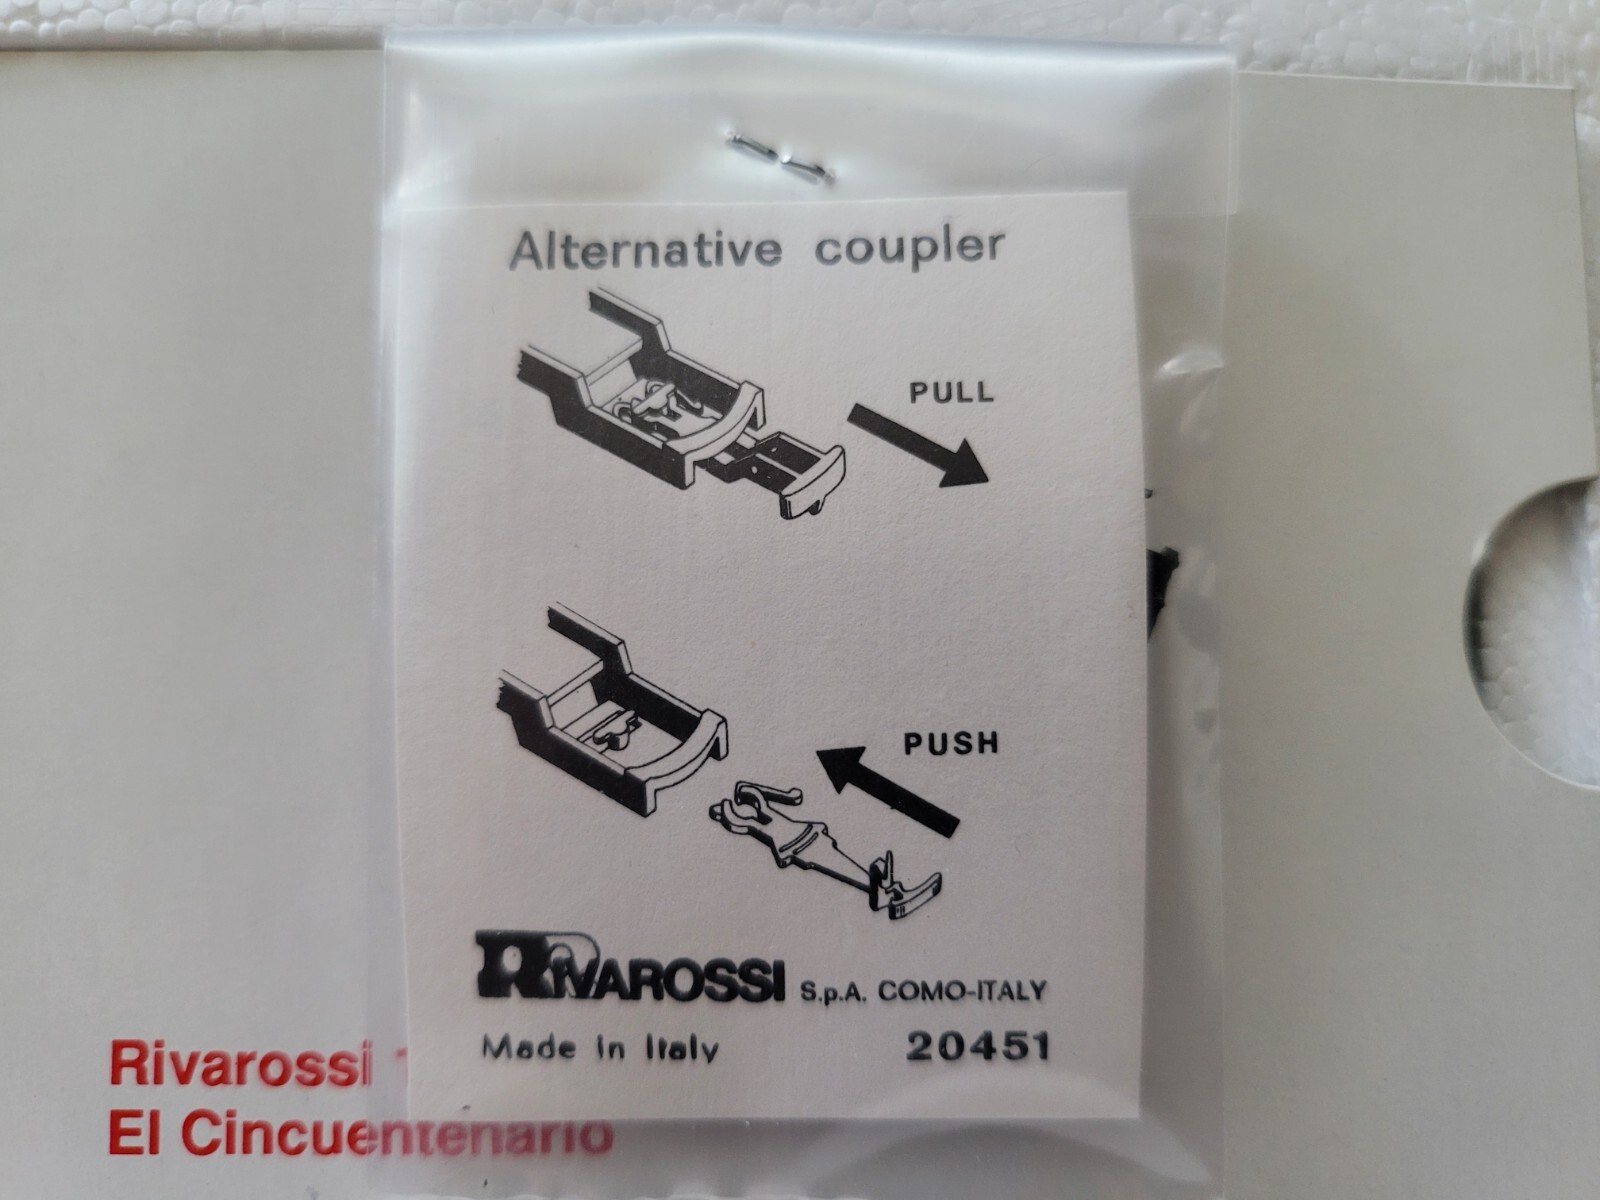 Alternative coupler
PULL
PUSH
RIVAROSSI S.p.A. COMO-ITALY
Made in Italy 20451
Rivarossi
El Cincuentenario